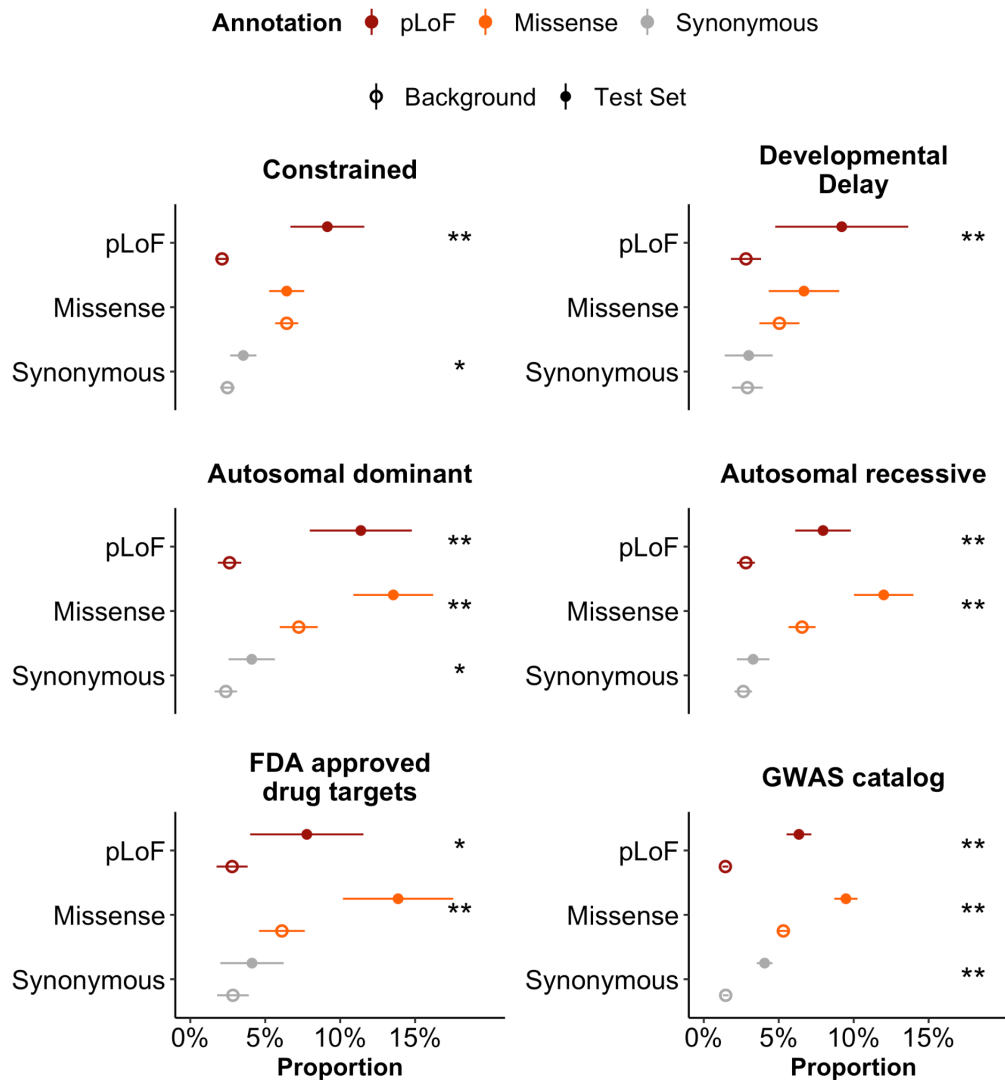 Annotation pLoF Missense Synonymous
Background Test Set
Constrained
pLoF **
Missense
Synonymous *
Developmental
Delay
pLoF **
Missense
Synonymous
Autosomal dominant
pLoF **
Missense **
Synonymous *
Autosomal recessive
pLoF **
Missense **
Synonymous
FDA approved
drug targets
pLoF *
Missense **
Synonymous
0% 5% 10% 15%
Proportion
GWAS catalog
pLoF **
Missense **
Synonymous **
0% 5% 10% 15%
Proportion